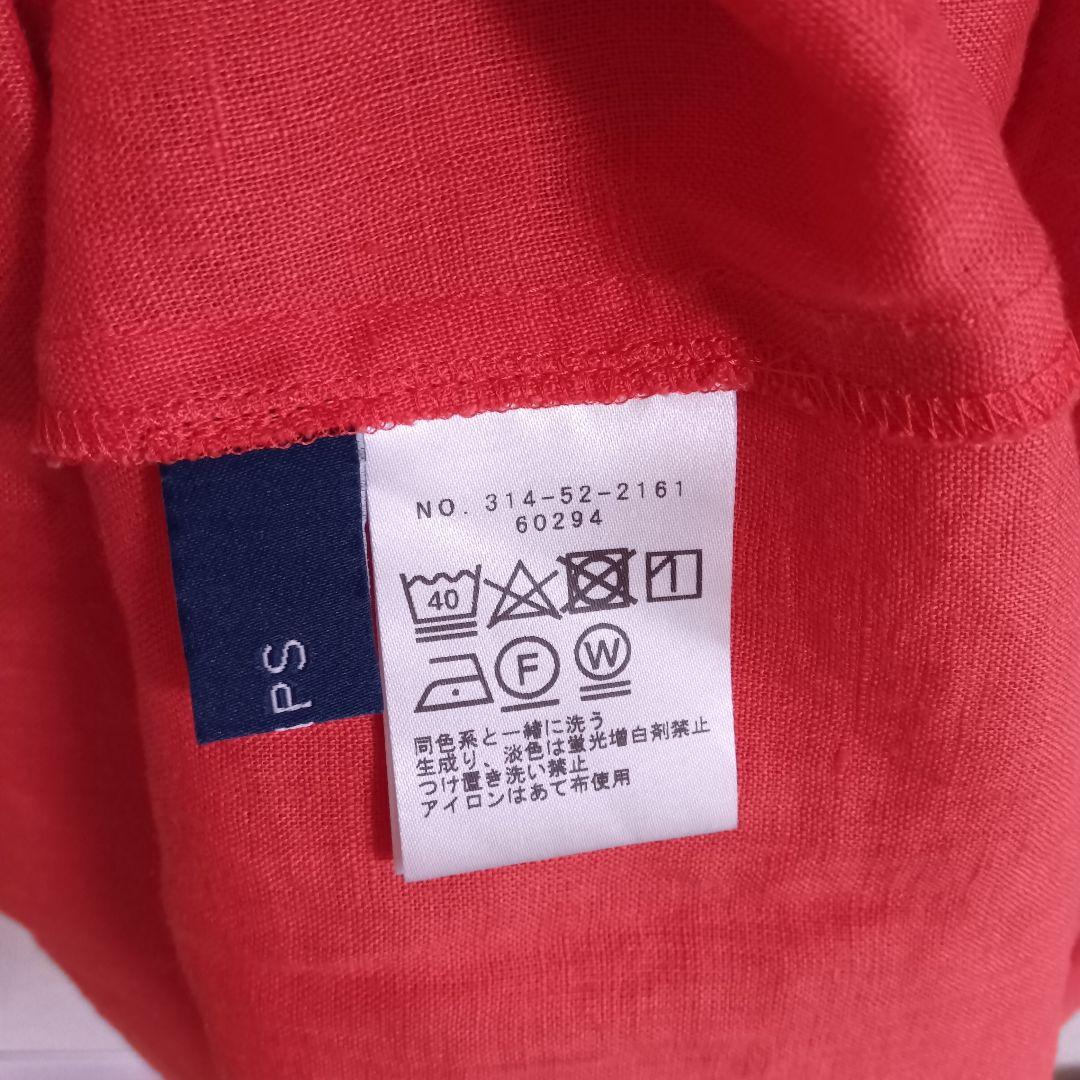 NO. 314-52-2161
60294
40
F
W
同色系と一緒に洗う
生成り、淡色は蛍光増白剤禁止
つけ置き洗い禁止
アイロンはあて布使用
PS